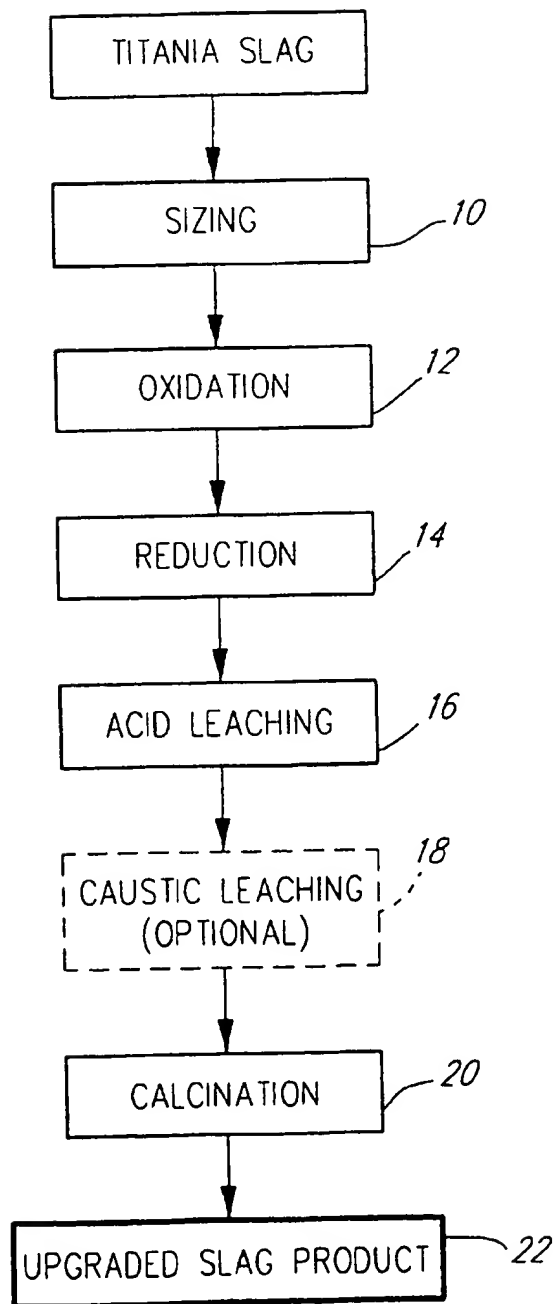 TITANIA SLAG
SIZING
10
OXIDATION
12
REDUCTION
14
ACID LEACHING
16
CAUSTIC LEACHING
(OPTIONAL)
18
CALCINATION
20
UPGRADED SLAG PRODUCT
22